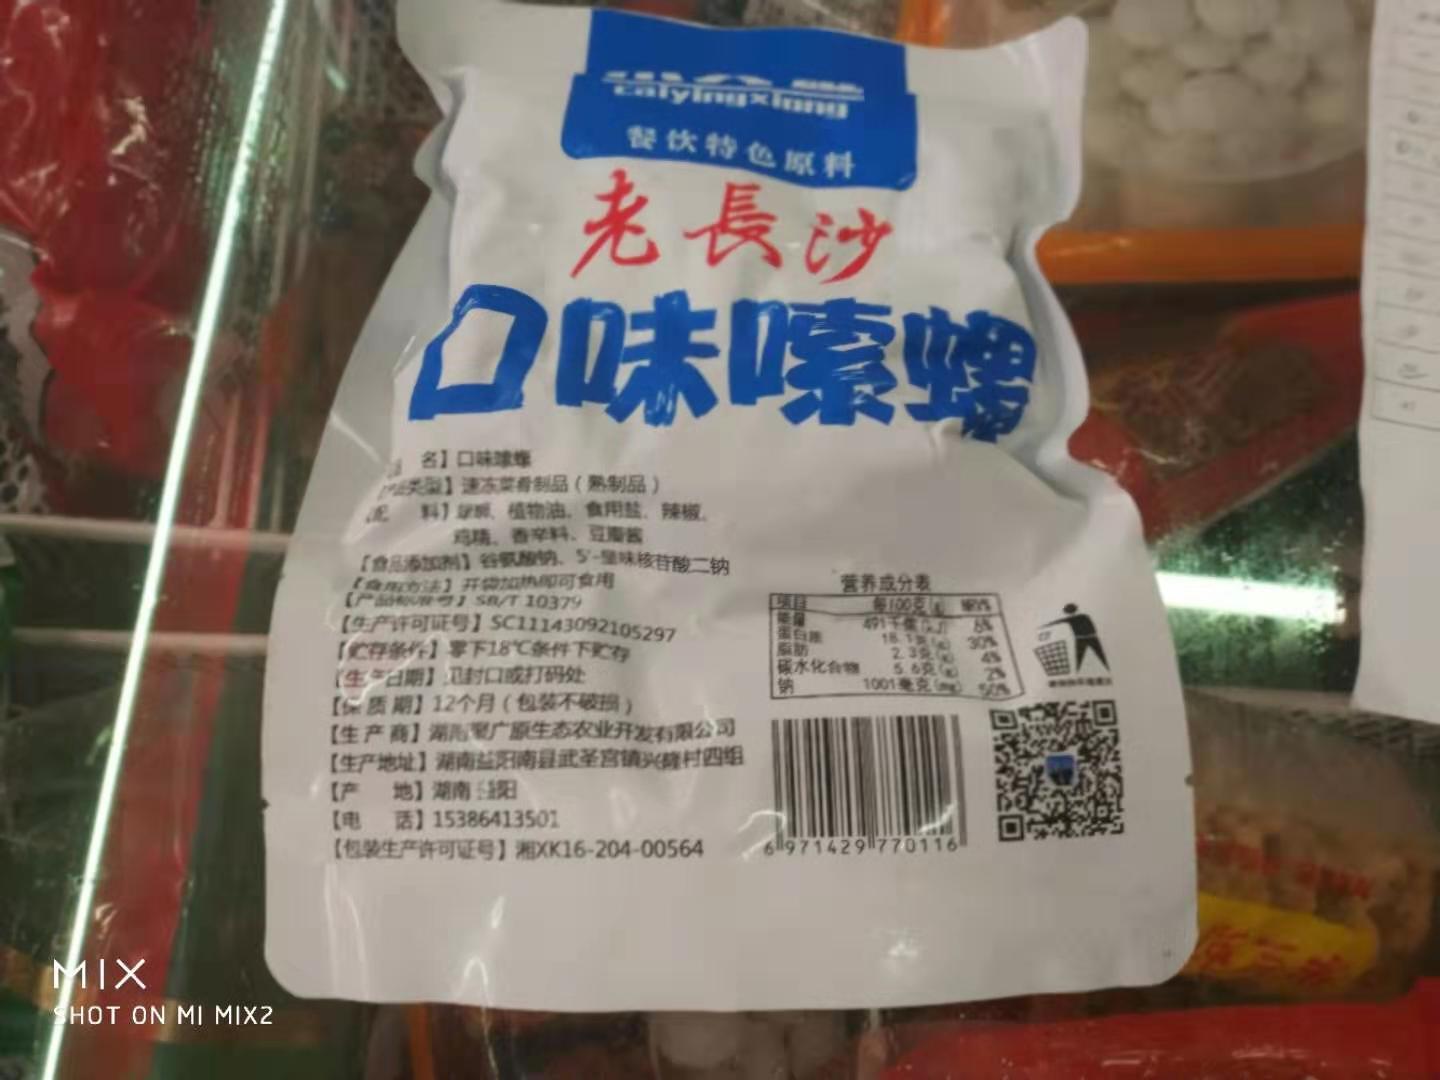 caiyingxiong
餐饮特色原料
老長沙
口味嗦螺
名】口味嗦螺
类型】速冻菜肴制品（熟制品）
【配 料】 植物油、食用盐、辣椒、
鸡精、香辛料、豆瓣酱
【食品添加剂】谷氨酸钠、5'-呈味核苷酸二钠
【食用方法】开袋加热即可食用
【产品标准号】SB/T 10379
【生产许可证号】SC11143092105297
【贮存条件】零下18℃条件下贮存
【生产日期】见封口或打码处
【保质期】12个月（包装不破损）
【生产商】湖南聚广原生态农业开发有限公司
【生产地址】湖南益阳南县武圣宫镇兴隆村四组
【产 地】湖南益阳
【电 话】15386413501
【包装生产许可证号】湘XK16-204-00564
营养成分表
项目 每100克(g) NRV%
能量 491千焦(kJ) 6%
蛋白质 18.1克(g) 30%
脂肪 2.3克(g) 4%
碳水化合物 5.6克(g) 2%
钠 1001毫克(mg) 50%
6 971429 770116
MIX
SHOT ON MI MIX2